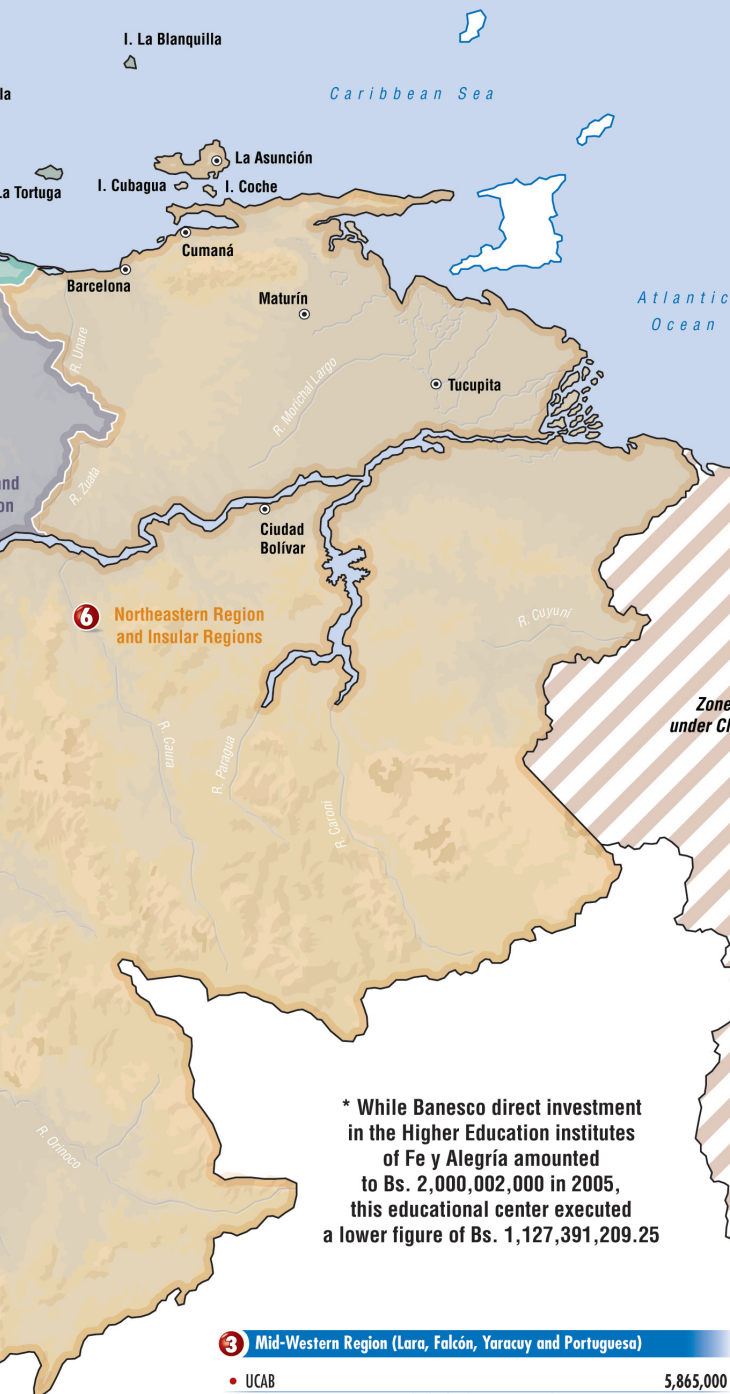 I. La Blanquilla
la
Caribbean Sea
La Asunción
La Tortuga
I. Cubagua
I. Coche
Cumaná
Barcelona
Maturín
Atlantic
Ocean
R. Unare
R. Morichal Largo
Tucupita
R. Zuata
and
on
Ciudad
Bolívar
6
Northeastern Region
and Insular Regions
R. Cuyuní
Zone
under Cl
R. Caura
R. Paragua
R. Caroní
R. Orinoco
* While Banesco direct investment
in the Higher Education institutes
of Fe y Alegría amounted
to Bs. 2,000,002,000 in 2005,
this educational center executed
a lower figure of Bs. 1,127,391,209.25
3 Mid-Western Region (Lara, Falcón, Yaracuy and Portuguesa)
• UCAB 5,865,000